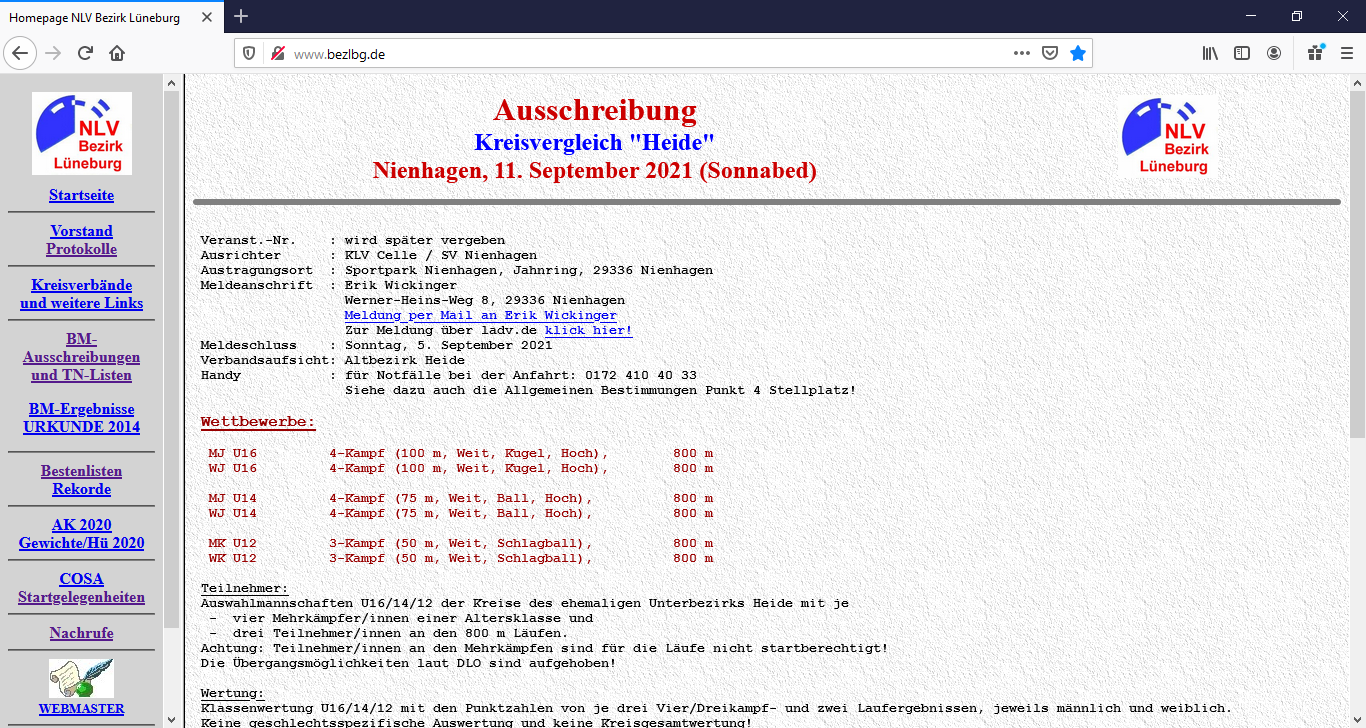 Homepage NLV Bezirk Lüneburg
www.bezlbg.de
NLV
Bezirk
Lüneburg
Startseite
Vorstand
Protokolle
Kreisverbände
und weitere Links
BM-
Ausschreibungen
und TN-Listen
BM-Ergebnisse
URKUNDE 2014
Bestenlisten
Rekorde
AK 2020
Gewichte/Hü 2020
COSA
Startgelegenheiten
Nachrufe
WEBMASTER
Ausschreibung
Kreisvergleich "Heide"
Nienhagen, 11. September 2021 (Sonnabed)
NLV
Bezirk
Lüneburg
Veranst.-Nr. : wird später vergeben
Ausrichter : KLV Celle / SV Nienhagen
Austragungsort : Sportpark Nienhagen, Jahnring, 29336 Nienhagen
Meldeanschrift : Erik Wickinger
Werner-Heins-Weg 8, 29336 Nienhagen
Meldung per Mail an Erik Wickinger
Zur Meldung über ladv.de klick hier!
Meldeschluss : Sonntag, 5. September 2021
Verbandsaufsicht: Altbezirk Heide
Handy : für Notfälle bei der Anfahrt: 0172 410 40 33
Siehe dazu auch die Allgemeinen Bestimmungen Punkt 4 Stellplatz!
Wettbewerbe:
MJ U16 4-Kampf (100 m, Weit, Kugel, Hoch), 800 m
WJ U16 4-Kampf (100 m, Weit, Kugel, Hoch), 800 m
MJ U14 4-Kampf (75 m, Weit, Ball, Hoch), 800 m
WJ U14 4-Kampf (75 m, Weit, Ball, Hoch), 800 m
MK U12 3-Kampf (50 m, Weit, Schlagball), 800 m
WK U12 3-Kampf (50 m, Weit, Schlagball), 800 m
Teilnehmer:
Auswahlmannschaften U16/14/12 der Kreise des ehemaligen Unterbezirks Heide mit je
- vier Mehrkämpfer/innen einer Altersklasse und
- drei Teilnehmer/innen an den 800 m Läufen.
Achtung: Teilnehmer/innen an den Mehrkämpfen sind für die Läufe nicht startberechtigt!
Die Übergangsmöglichkeiten laut DLO sind aufgehoben!
Wertung:
Klassenwertung U16/14/12 mit den Punktzahlen von je drei Vier/Dreikampf- und zwei Laufergebnissen, jeweils männlich und weiblich.
Keine geschlechtsspezifische Auswertung und keine Kreisgesamtwertung!